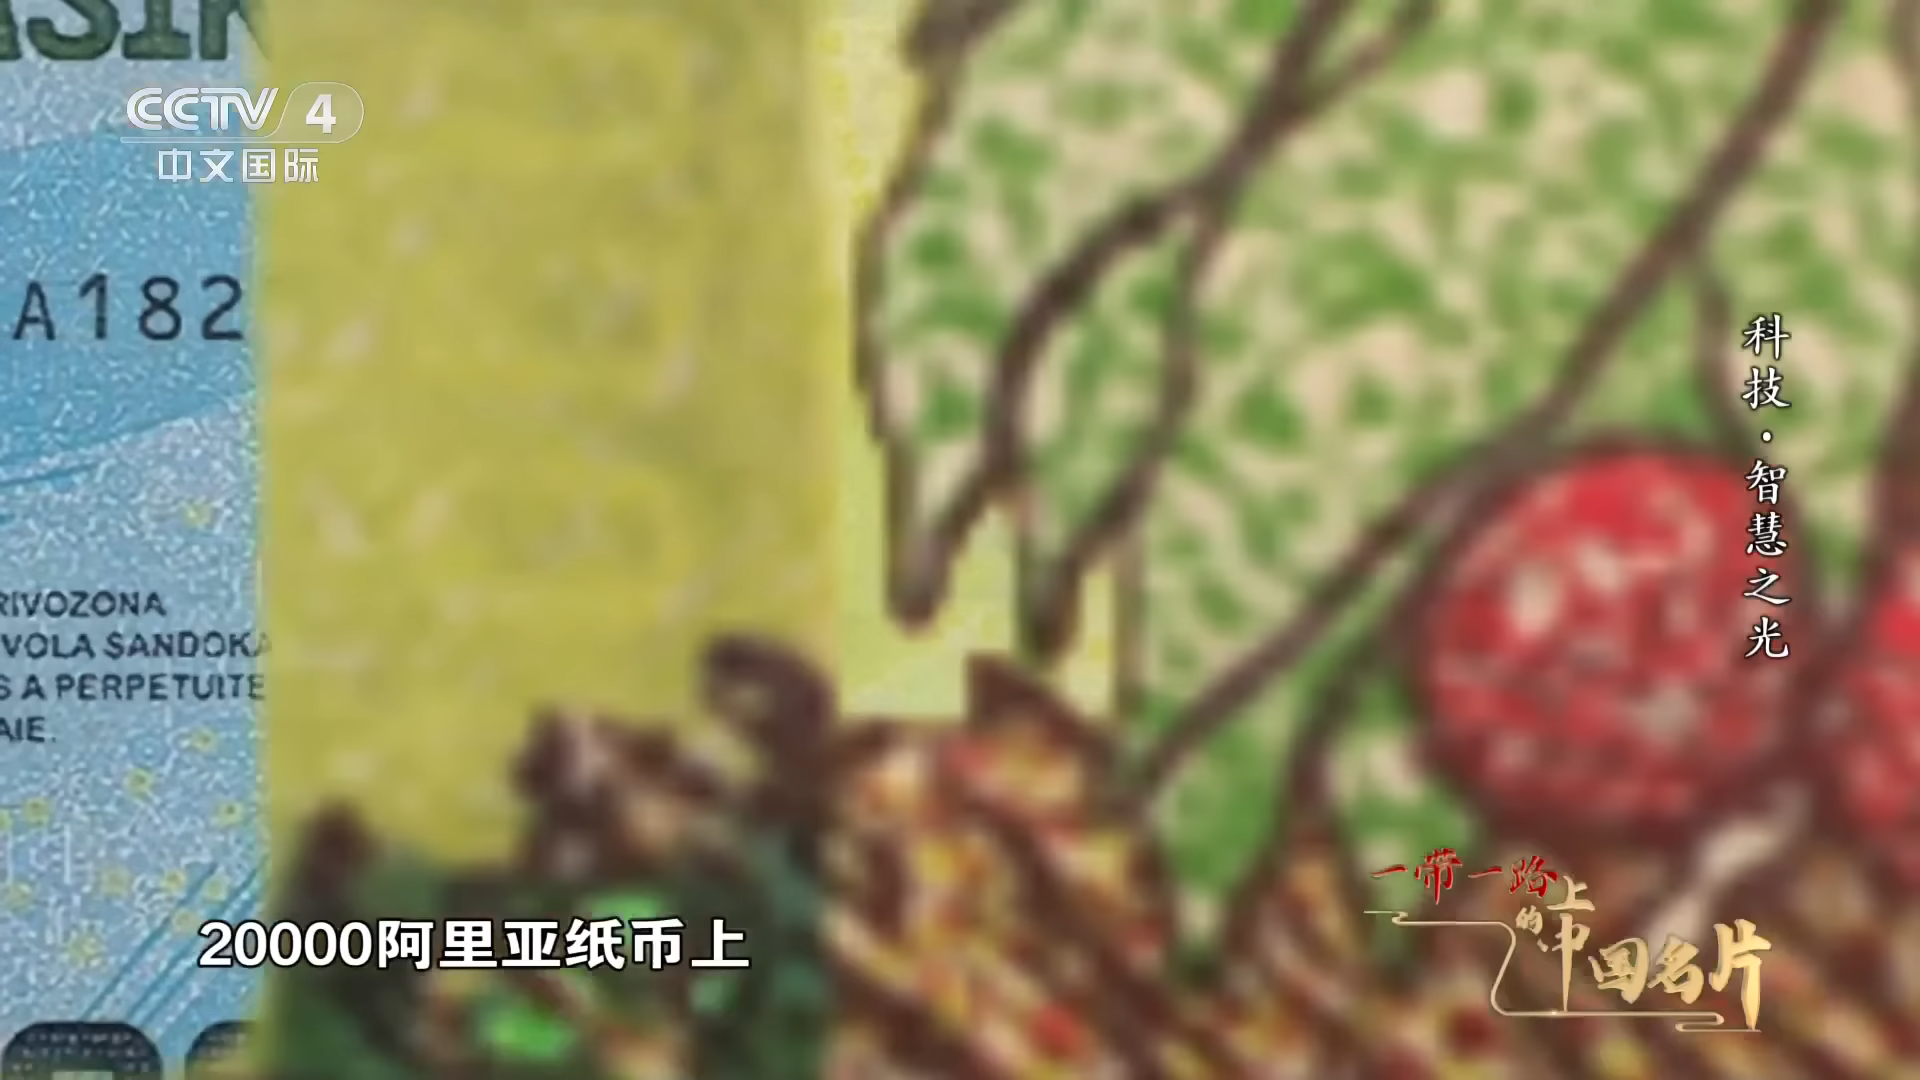 CCTV 4
中文国际
A182
RIVOZONA
VOLA SANDOKA
S A PERPETUITE
AIE.
科技·智慧之光
一带一路上的中国名片
20000阿里亚纸币上